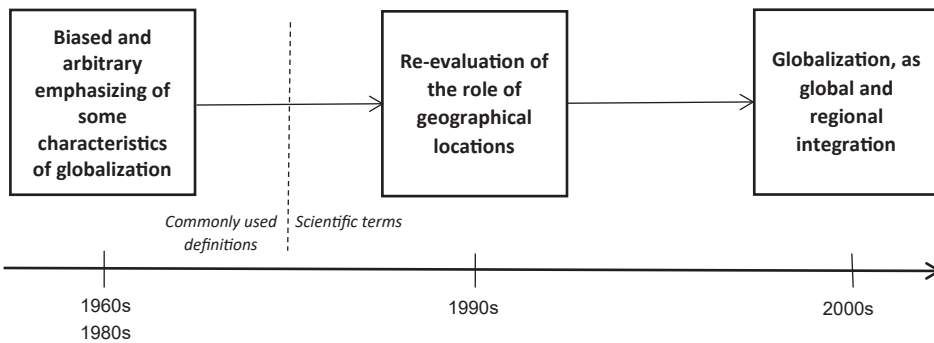 Biased and
arbitrary
emphasizing of
some
characteristics
of globalization
Re-evaluation of
the role of
geographical
locations
Globalization, as
global and
regional
integration
Commonly used
definitions
Scientific terms
1960s
1980s
1990s
2000s